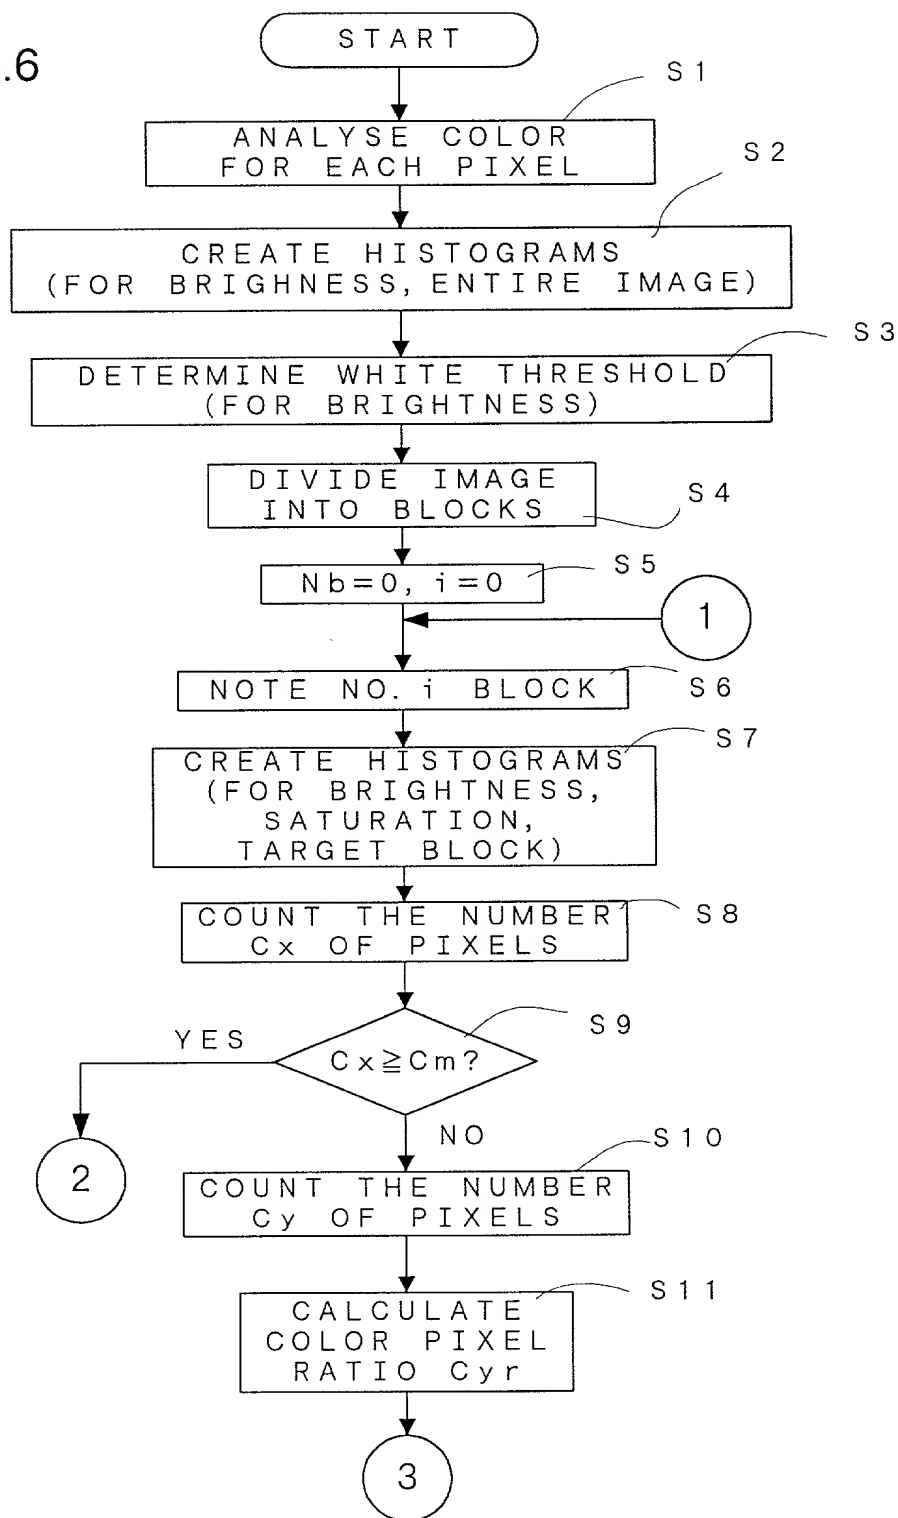 .6
START
S1
ANALYSE COLOR
FOR EACH PIXEL
S2
CREATE HISTOGRAMS
(FOR BRIGHNESS, ENTIRE IMAGE)
S3
DETERMINE WHITE THRESHOLD
(FOR BRIGHTNESS)
DIVIDE IMAGE
INTO BLOCKS
S4
Nb=0, i=0
S5
1
NOTE NO. i BLOCK
S6
S7
CREATE HISTOGRAMS
(FOR BRIGHTNESS,
SATURATION,
TARGET BLOCK)
COUNT THE NUMBER
Cx OF PIXELS
S8
S9
YES
Cx≧Cm?
NO
2
S10
COUNT THE NUMBER
Cy OF PIXELS
S11
CALCULATE
COLOR PIXEL
RATIO Cyr
3